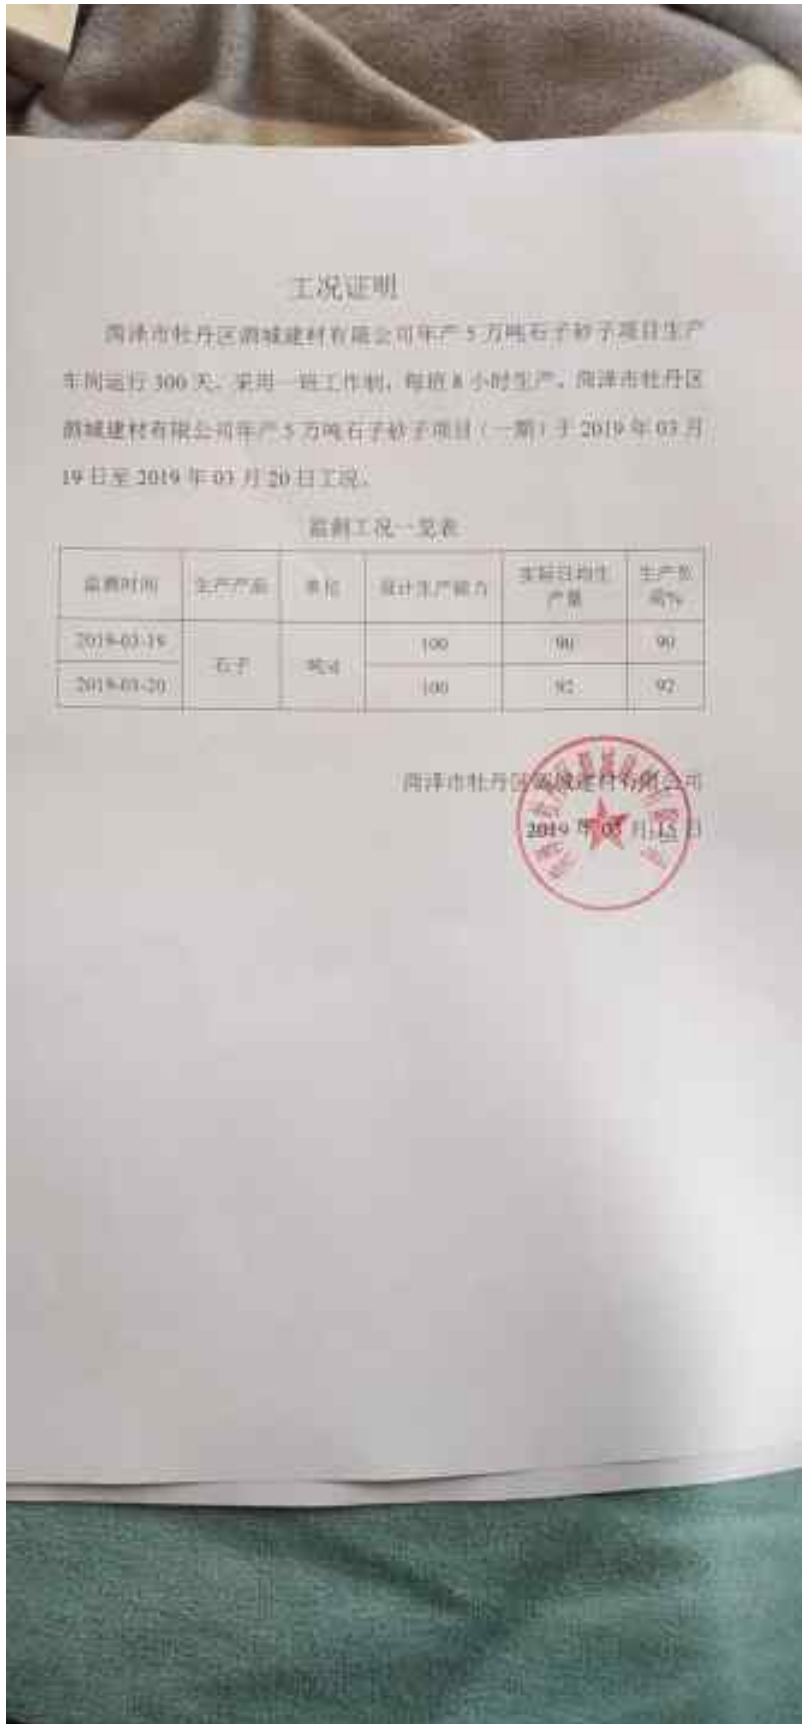 工况证明
菏泽市牡丹区泗城建材有限公司年产5万吨石子砂子项目生产
车间运行300天、采用一班工作制，每班8小时生产。菏泽市牡丹区
泗城建材有限公司年产5万吨石子砂子项目（一期）于2019年03月
19日至2019年03月20日工况。
监测工况一览表
监测时间 生产产品 单位 设计生产能力 实际日均生产量 生产负荷%
2019-03-19 石子 吨/d 100 90 90
2019-03-20 100 92 92
菏泽市牡丹区泗城建材有限公司
2019年 月15日